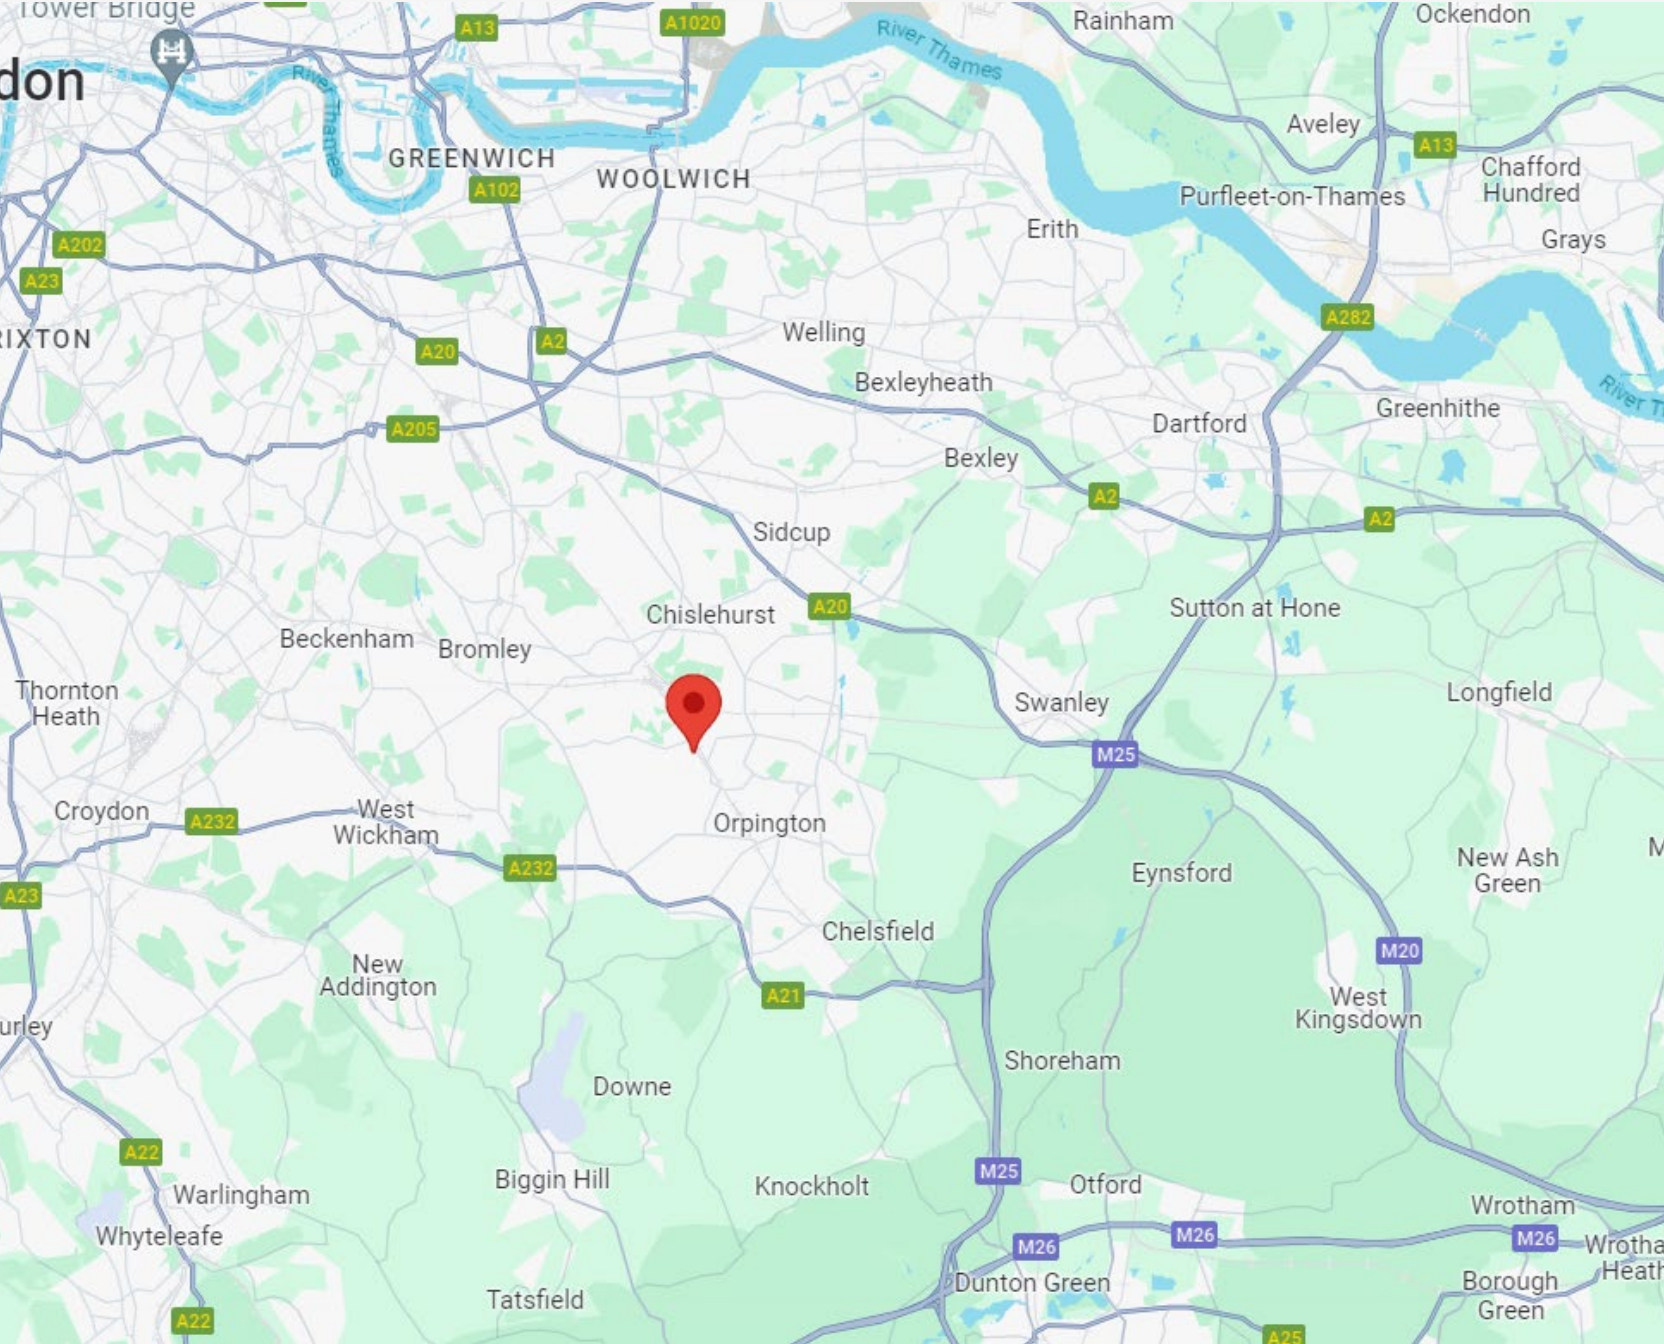 Tower Bridge
A13
A1020
Rainham
Ockendon
River Thames
don
River Thames
Aveley
A13
GREENWICH
WOOLWICH
A102
Chafford
Hundred
Purfleet-on-Thames
Erith
Grays
A202
A23
A282
RIXTON
A20
A2
Welling
Bexleyheath
River T
Greenhithe
Dartford
A205
Bexley
A2
A2
Sidcup
A20
Chislehurst
Sutton at Hone
Beckenham
Bromley
Thornton
Heath
Swanley
Longfield
M25
Croydon
A232
West
Wickham
Orpington
M
A232
Eynsford
New Ash
Green
A23
Chelsfield
M20
New
Addington
A21
West
Kingsdown
urley
Shoreham
Downe
A22
M25
Biggin Hill
Knockholt
Otford
Warlingham
Wrotham
Whyteleafe
M26
M26
M26
Wrotha
Heath
Dunton Green
Borough
Green
Tatsfield
A22
A25